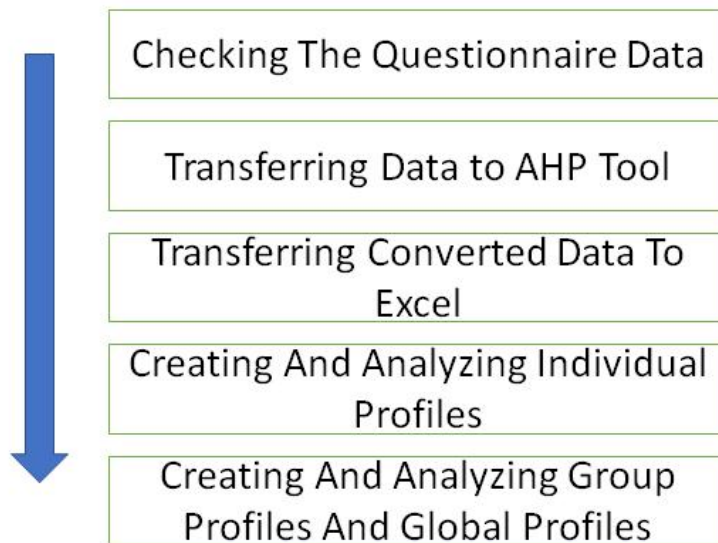 Checking The Questionnaire Data
Transferring Data to AHP Tool
Transferring Converted Data To
Excel
Creating And Analyzing Individual
Profiles
Creating And Analyzing Group
Profiles And Global Profiles